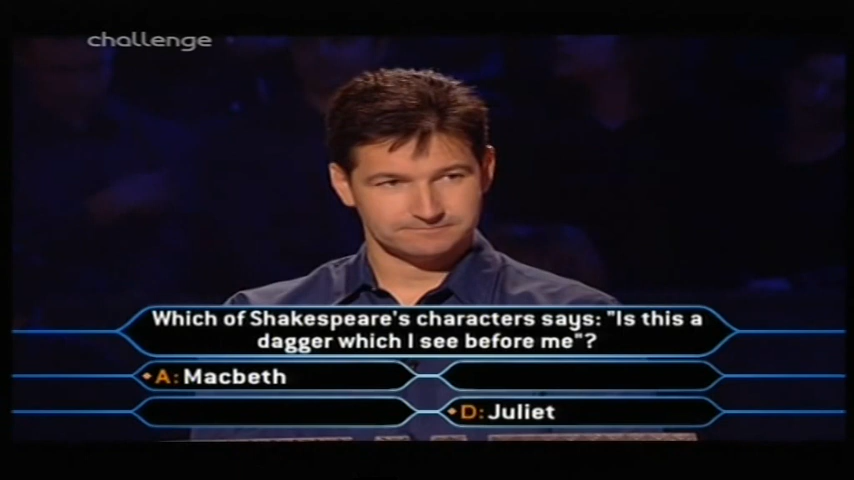 challenge
Which of Shakespeare's characters says: "Is this a
dagger which I see before me"?
A: Macbeth
D: Juliet